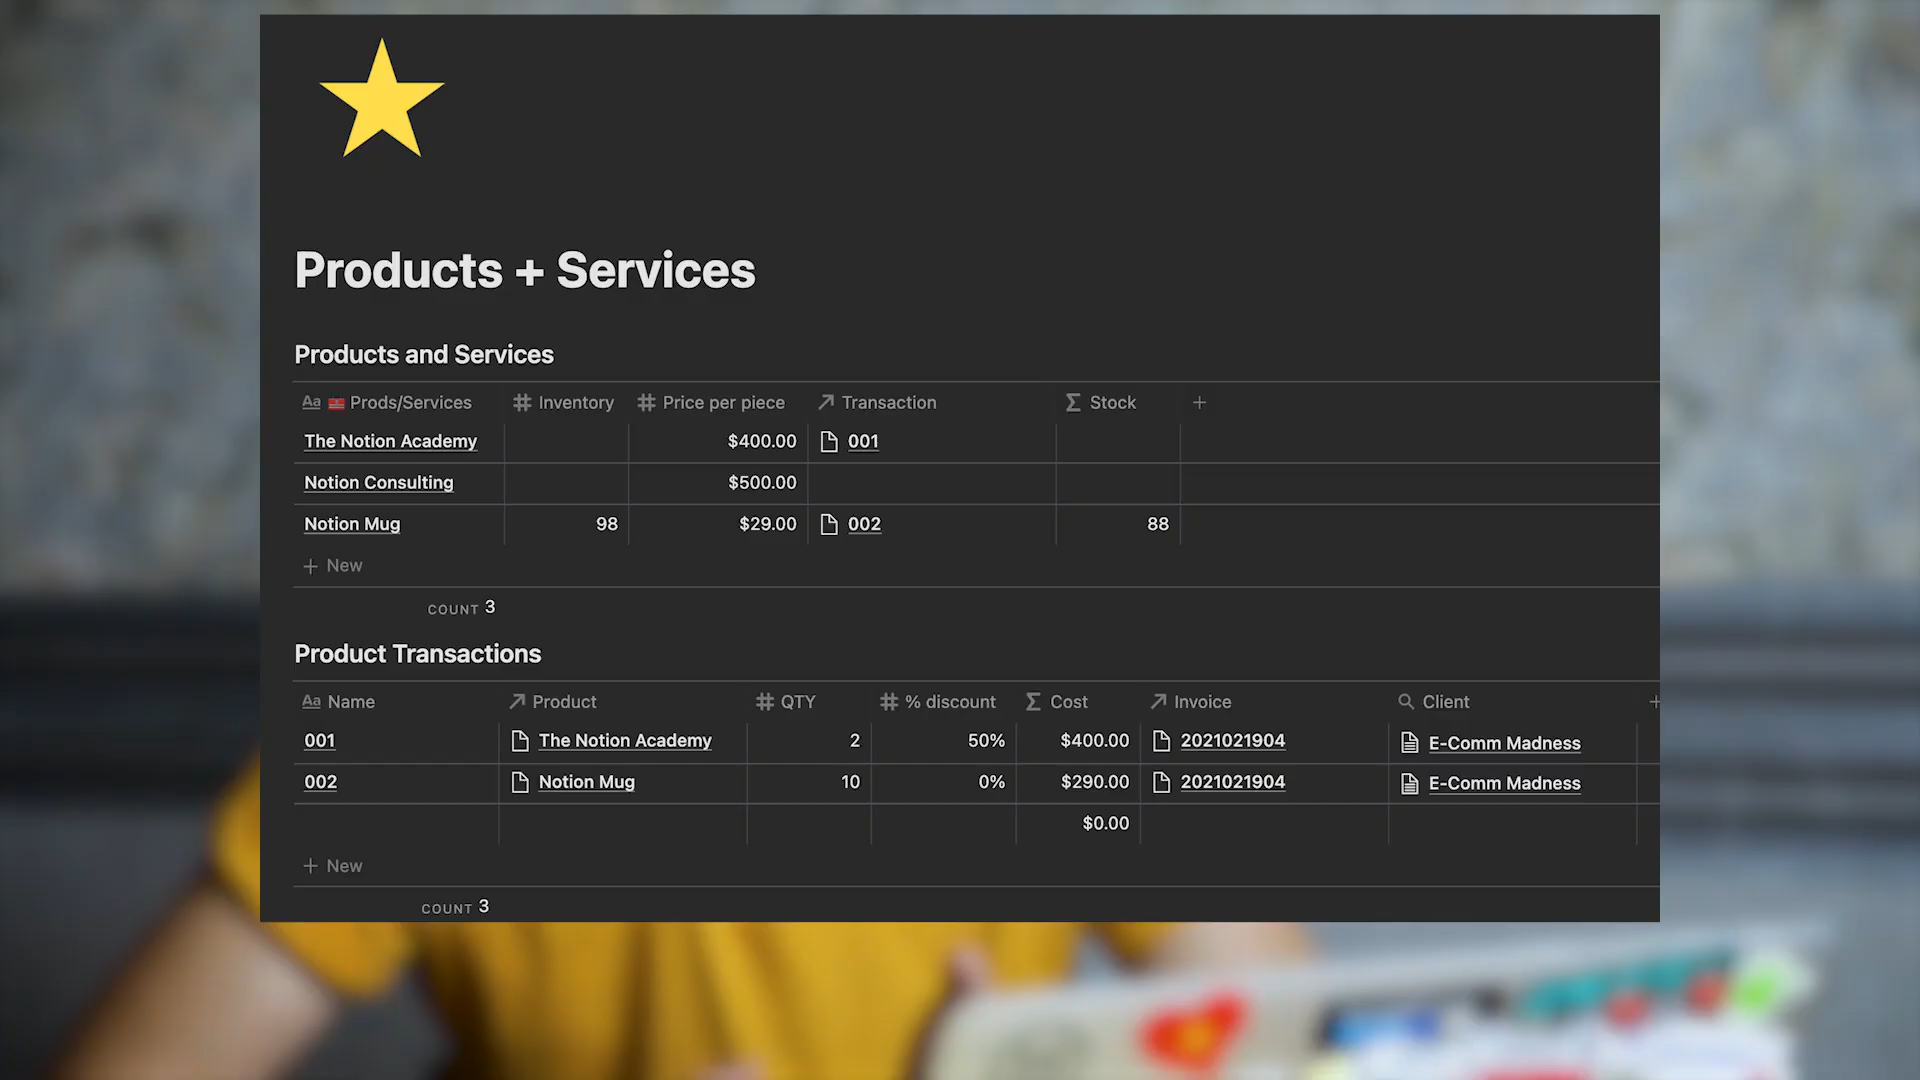 Products + Services
Products and Services
Aa Prods/Services # Inventory # Price per piece Transaction Σ Stock +
The Notion Academy $400.00 001
Notion Consulting $500.00
Notion Mug 98 $29.00 002 88
+ New
COUNT 3
Product Transactions
Aa Name Product # QTY # % discount Σ Cost Invoice Client +
001 The Notion Academy 2 50% $400.00 2021021904 E-Comm Madness
002 Notion Mug 10 0% $290.00 2021021904 E-Comm Madness
$0.00
+ New
COUNT 3